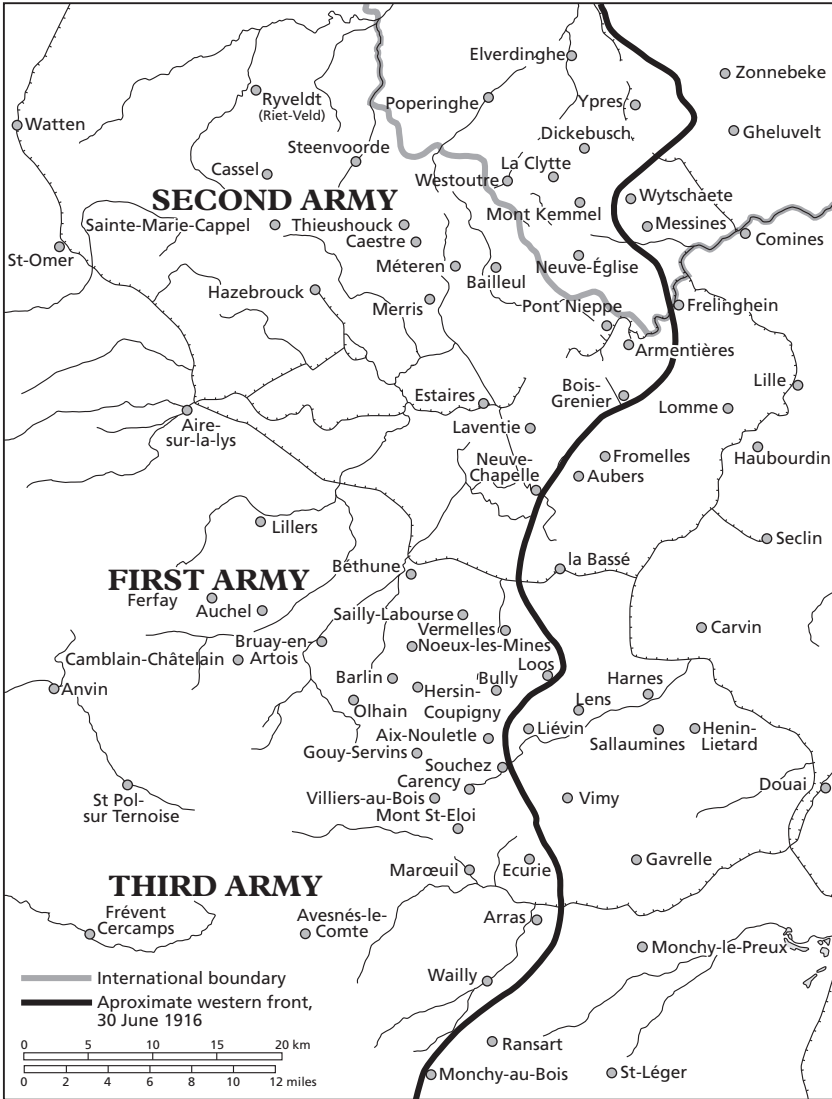 Elverdinghe
Zonnebeke
Ryveldt
(Riet-Veld)
Poperinghe
Ypres
Watten
Gheluvelt
Dickebusch
Steenvoorde
La Clytte
Cassel
Westoutre
SECOND ARMY
Wytschaete
Mont Kemmel
Sainte-Marie-Cappel
Thieushouck
Messines
Caestre
Comines
St-Omer
Méteren
Bailleul
Neuve-Église
Hazebrouck
Merris
Pont Nieppe
Frelinghein
Armentières
Lille
Estaires
Bois-
Grenier
Lomme
Aire-
sur-la-lys
Laventie
Neuve-
Chapelle
Fromelles
Haubourdin
Aubers
Lillers
Seclin
Béthune
la Bassé
FIRST ARMY
Ferfay
Auchel
Sailly-Labourse
Vermelles
Carvin
Bruay-en-
Artois
Noeux-les-Mines
Camblain-Châtelain
Loos
Barlin
Bully
Harnes
Anvin
Hersin-
Coupigny
Lens
Olhain
Aix-Nouletle
Liévin
Sallaumines
Henin-
Lietard
Gouy-Servins
Souchez
Carency
Douai
St Pol-
sur Ternoise
Villiers-au-Bois
Vimy
Mont St-Eloi
Marœuil
Ecurie
Gavrelle
THIRD ARMY
Frévent
Cercamps
Avesnés-le-
Comte
Arras
Monchy-le-Preux
Wailly
International boundary
Aproximate western front,
30 June 1916
Ransart
0 5 10 15 20 km
0 2 4 6 8 10 12 miles
Monchy-au-Bois
St-Léger